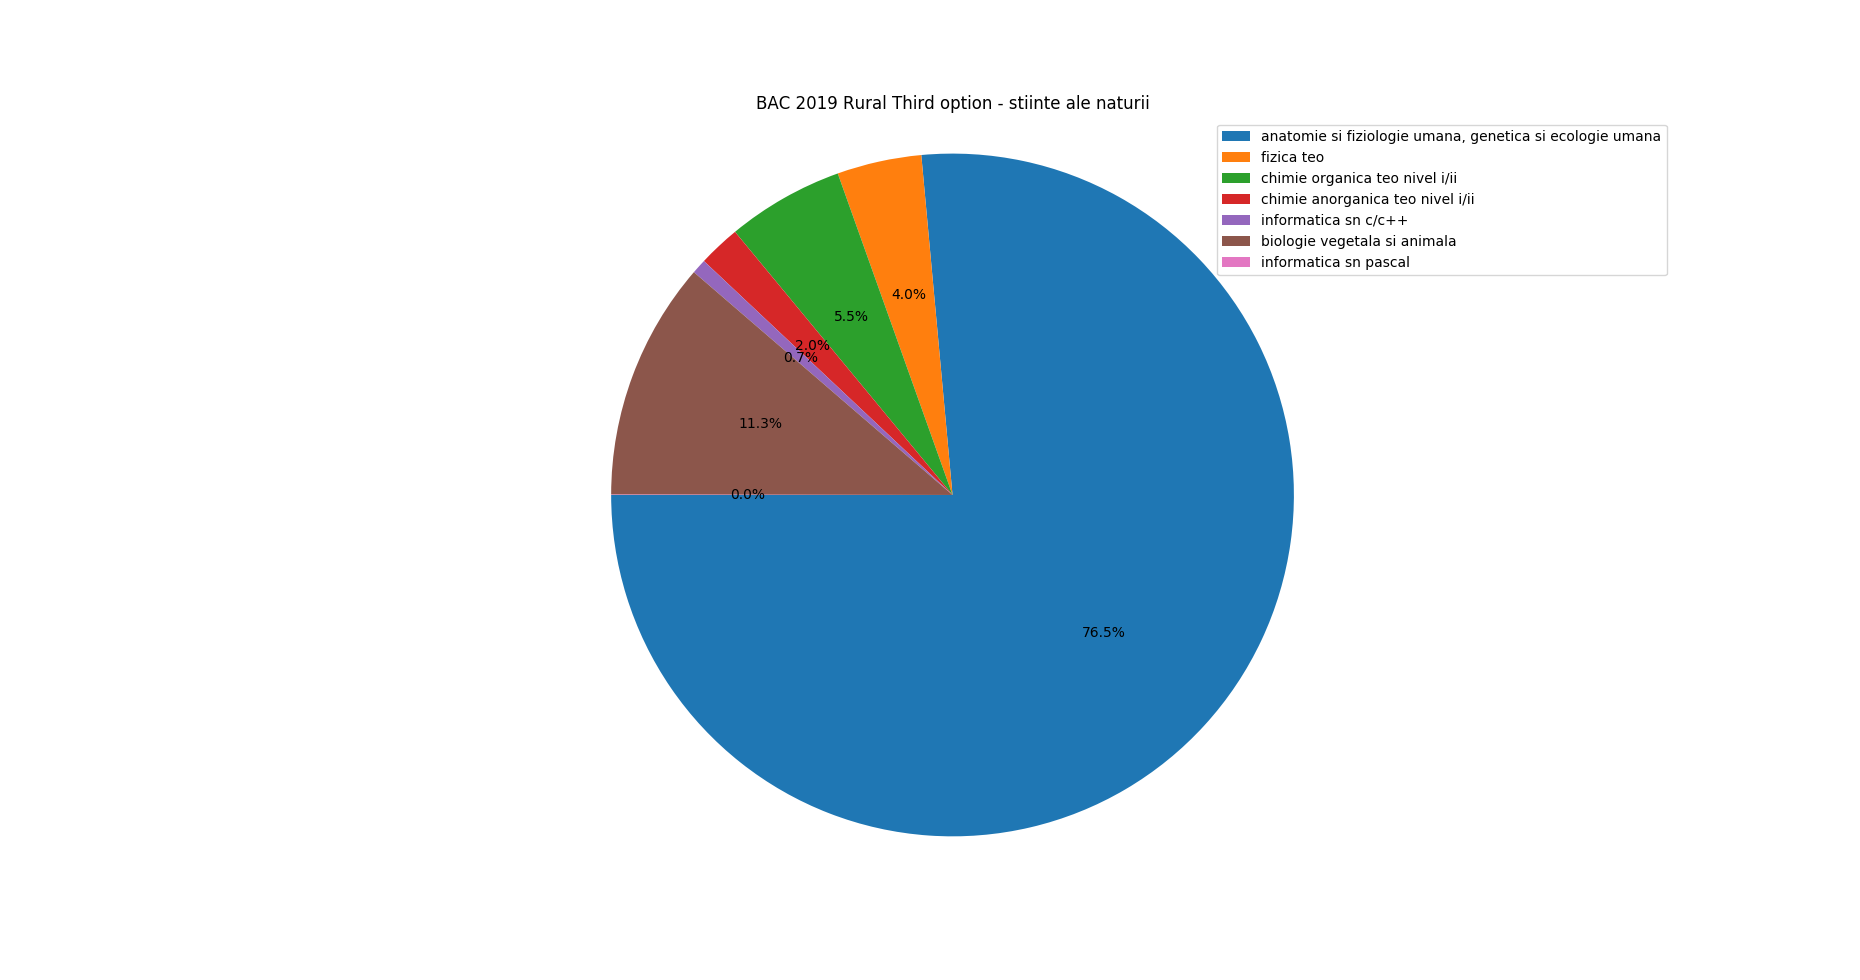 BAC 2019 Rural Third option - stiinte ale naturii
anatomie si fiziologie umana, genetica si ecologie umana
fizica teo
chimie organica teo nivel i/ii
chimie anorganica teo nivel i/ii
informatica sn c/c++
biologie vegetala si animala
informatica sn pascal
4.0%
5.5%
2.0%
0.7%
11.3%
0.0%
76.5%